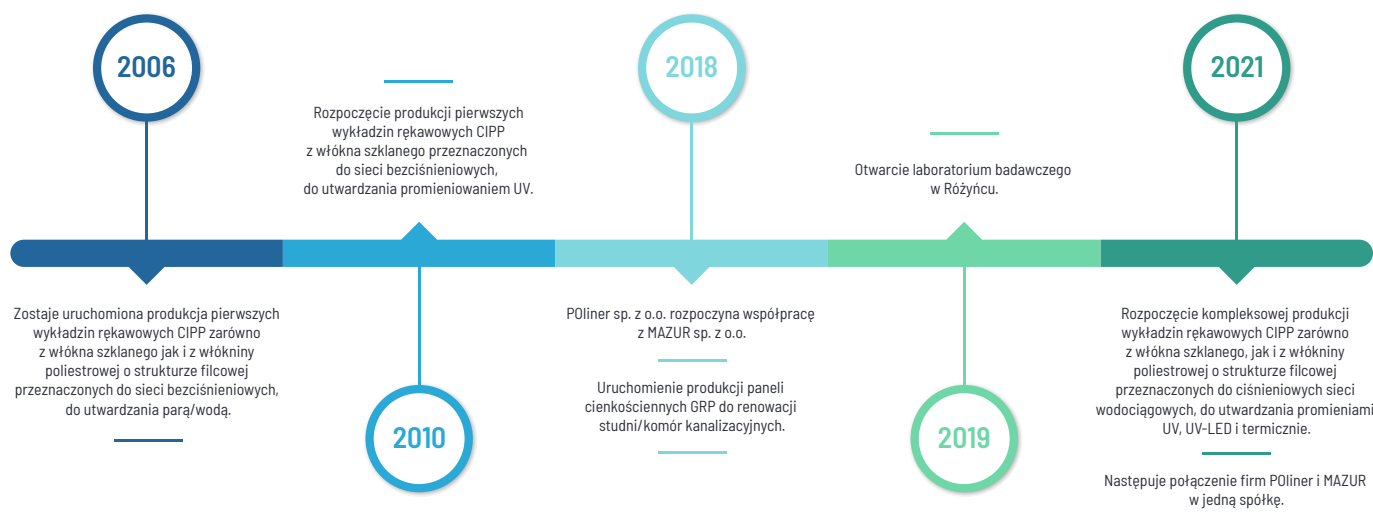 2006
Zostaje uruchomiona produkcja pierwszych
wykładzin rękawowych CIPP zarówno
z włókna szklanego jak i z włókniny
poliestrowej o strukturze filcowej
przeznaczonych do sieci bezciśnieniowych,
do utwardzania parą/wodą.
Rozpoczęcie produkcji pierwszych
wykładzin rękawowych CIPP
z włókna szklanego przeznaczonych
do sieci bezciśnieniowych,
do utwardzania promieniowaniem UV.
2010
2018
POliner sp. z o.o. rozpoczyna współpracę
z MAZUR sp. z o.o.
Uruchomienie produkcji paneli
cienkościennych GRP do renowacji
studni/komór kanalizacyjnych.
Otwarcie laboratorium badawczego
w Różyńcu.
2019
2021
Rozpoczęcie kompleksowej produkcji
wykładzin rękawowych CIPP zarówno
z włókna szklanego, jak i z włókniny
poliestrowej o strukturze filcowej
przeznaczonych do ciśnieniowych sieci
wodociągowych, do utwardzania promieniami
UV, UV-LED i termicznie.
Następuje połączenie firm POliner i MAZUR
w jedną spółkę.